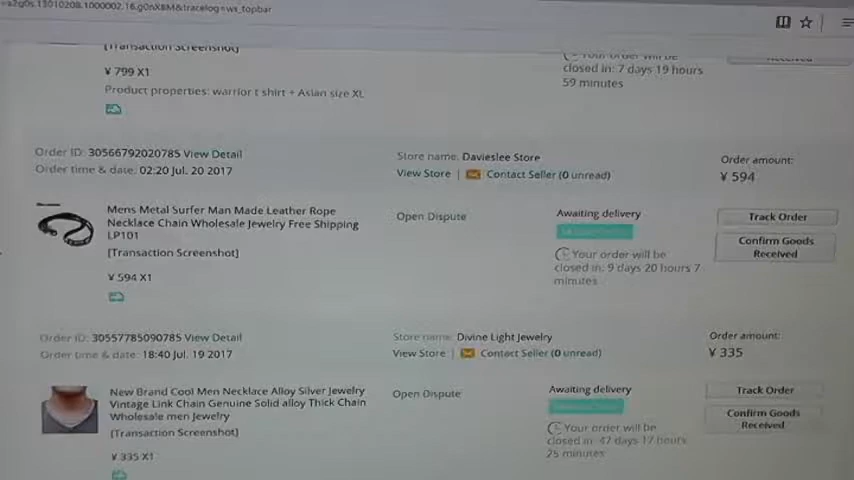 =a2g0s.13010208.1000002.16.g0nX8M&tracelog=ws_topbar
[Transaction Screenshot]
¥ 799 X1
Product properties: warrior t shirt + Asian size XL
Your order will be
closed in: 7 days 19 hours
59 minutes
Received
Order ID: 30566792020785 View Detail
Order time & date: 02:20 Jul. 20 2017
Store name: Davieslee Store
View Store | Contact Seller (0 unread)
Order amount:
¥ 594
Mens Metal Surfer Man Made Leather Rope
Necklace Chain Wholesale Jewelry Free Shipping
LP101
[Transaction Screenshot]
¥ 594 X1
Open Dispute
Awaiting delivery
Your order will be
closed in: 9 days 20 hours 7
minutes
Track Order
Confirm Goods
Received
Order ID: 30557785090785 View Detail
Order time & date: 18:40 Jul. 19 2017
Store name: Divine Light Jewelry
View Store | Contact Seller (0 unread)
Order amount:
¥ 335
New Brand Cool Men Necklace Alloy Silver Jewelry
Vintage Link Chain Genuine Solid alloy Thick Chain
Wholesale men Jewelry
[Transaction Screenshot]
¥ 335 X1
Open Dispute
Awaiting delivery
Your order will be
closed in: 47 days 17 hours
25 minutes
Track Order
Confirm Goods
Received